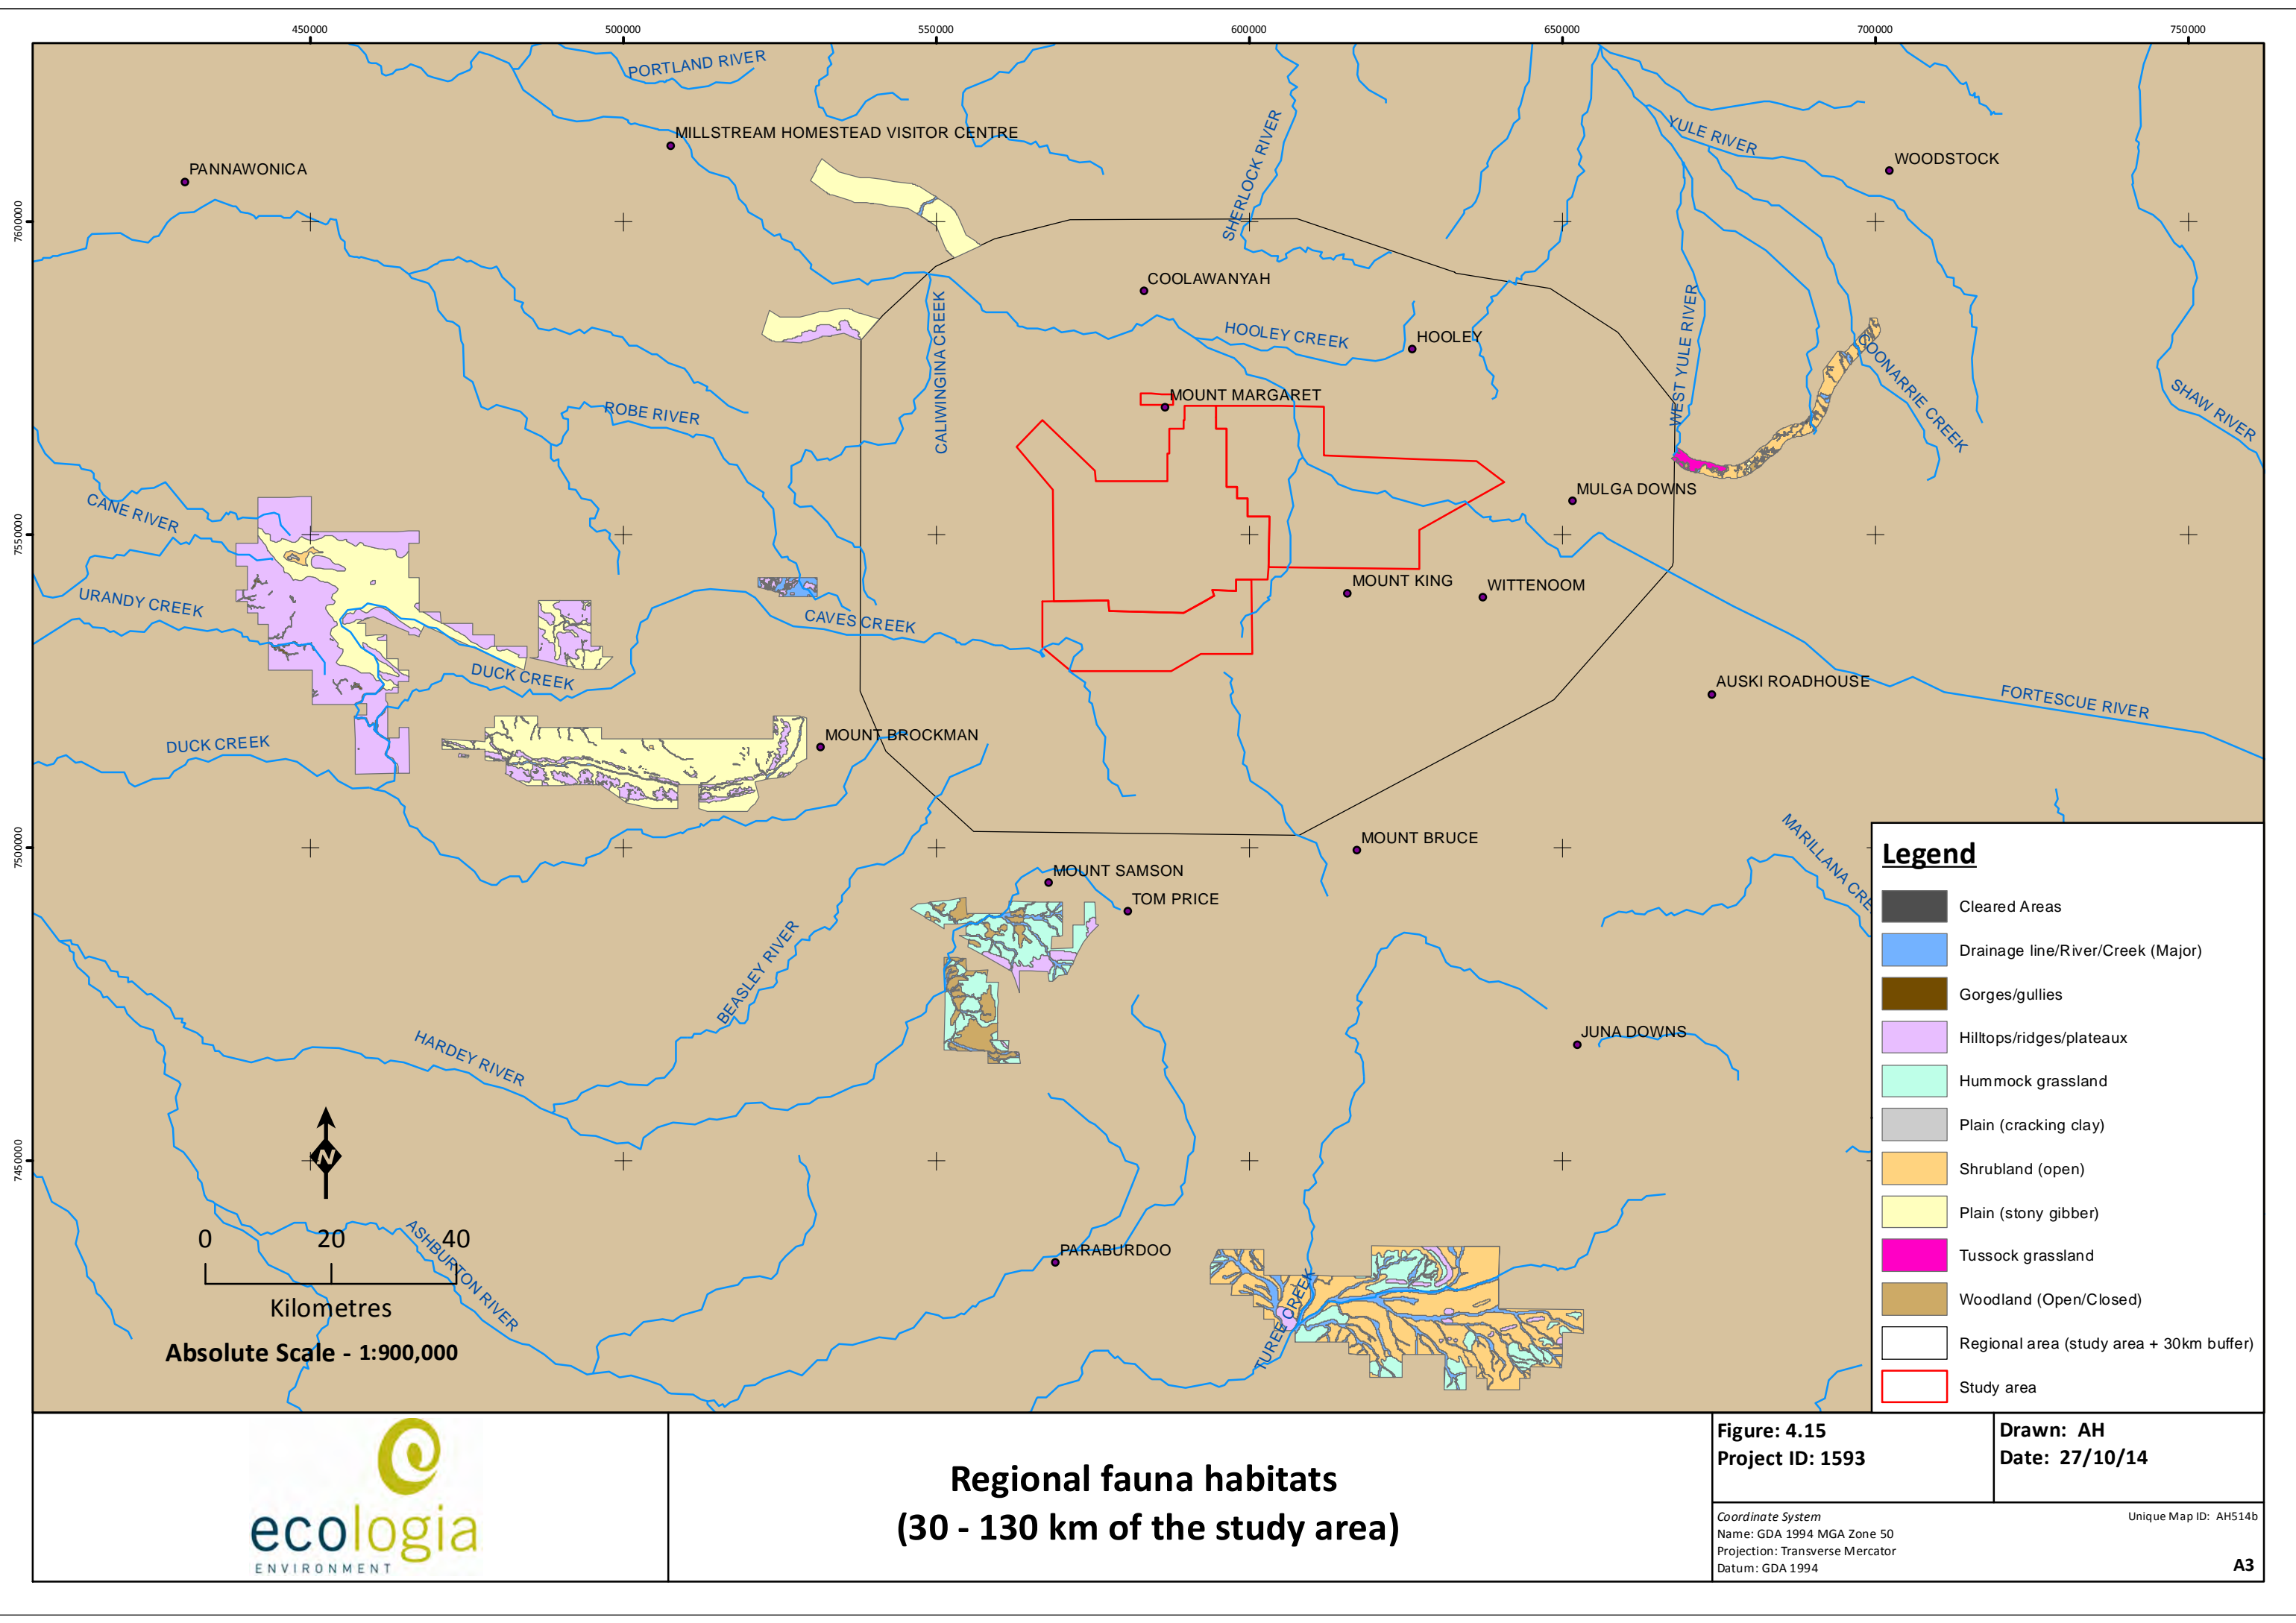 450000
500000
550000
600000
650000
700000
750000
7600000
7550000
7500000
7450000
PORTLAND RIVER
MILLSTREAM HOMESTEAD VISITOR CENTRE
PANNAWONICA
SHERLOCK RIVER
YULE RIVER
WOODSTOCK
COOLAWANYAH
CALIWINGINA CREEK
HOOLEY CREEK
HOOLEY
WEST YULE RIVER
COONARRIE CREEK
SHAW RIVER
MOUNT MARGARET
ROBE RIVER
MULGA DOWNS
CANE RIVER
URANDY CREEK
MOUNT KING
WITTENOOM
CAVES CREEK
DUCK CREEK
AUSKI ROADHOUSE
FORTESCUE RIVER
DUCK CREEK
MOUNT BROCKMAN
MOUNT BRUCE
MARILLANA CRE
MOUNT SAMSON
TOM PRICE
BEASLEY RIVER
HARDEY RIVER
JUNA DOWNS
N
ASHBURTON RIVER
PARABURDOO
TUREE CREEK
0 20 40
Kilometres
Absolute Scale - 1:900,000
Legend
Cleared Areas
Drainage line/River/Creek (Major)
Gorges/gullies
Hilltops/ridges/plateaux
Hummock grassland
Plain (cracking clay)
Shrubland (open)
Plain (stony gibber)
Tussock grassland
Woodland (Open/Closed)
Regional area (study area + 30km buffer)
Study area
ecologia
ENVIRONMENT
Regional fauna habitats
(30 - 130 km of the study area)
Figure: 4.15
Project ID: 1593
Drawn: AH
Date: 27/10/14
Coordinate System
Name: GDA 1994 MGA Zone 50
Projection: Transverse Mercator
Datum: GDA 1994
Unique Map ID: AH514b
A3